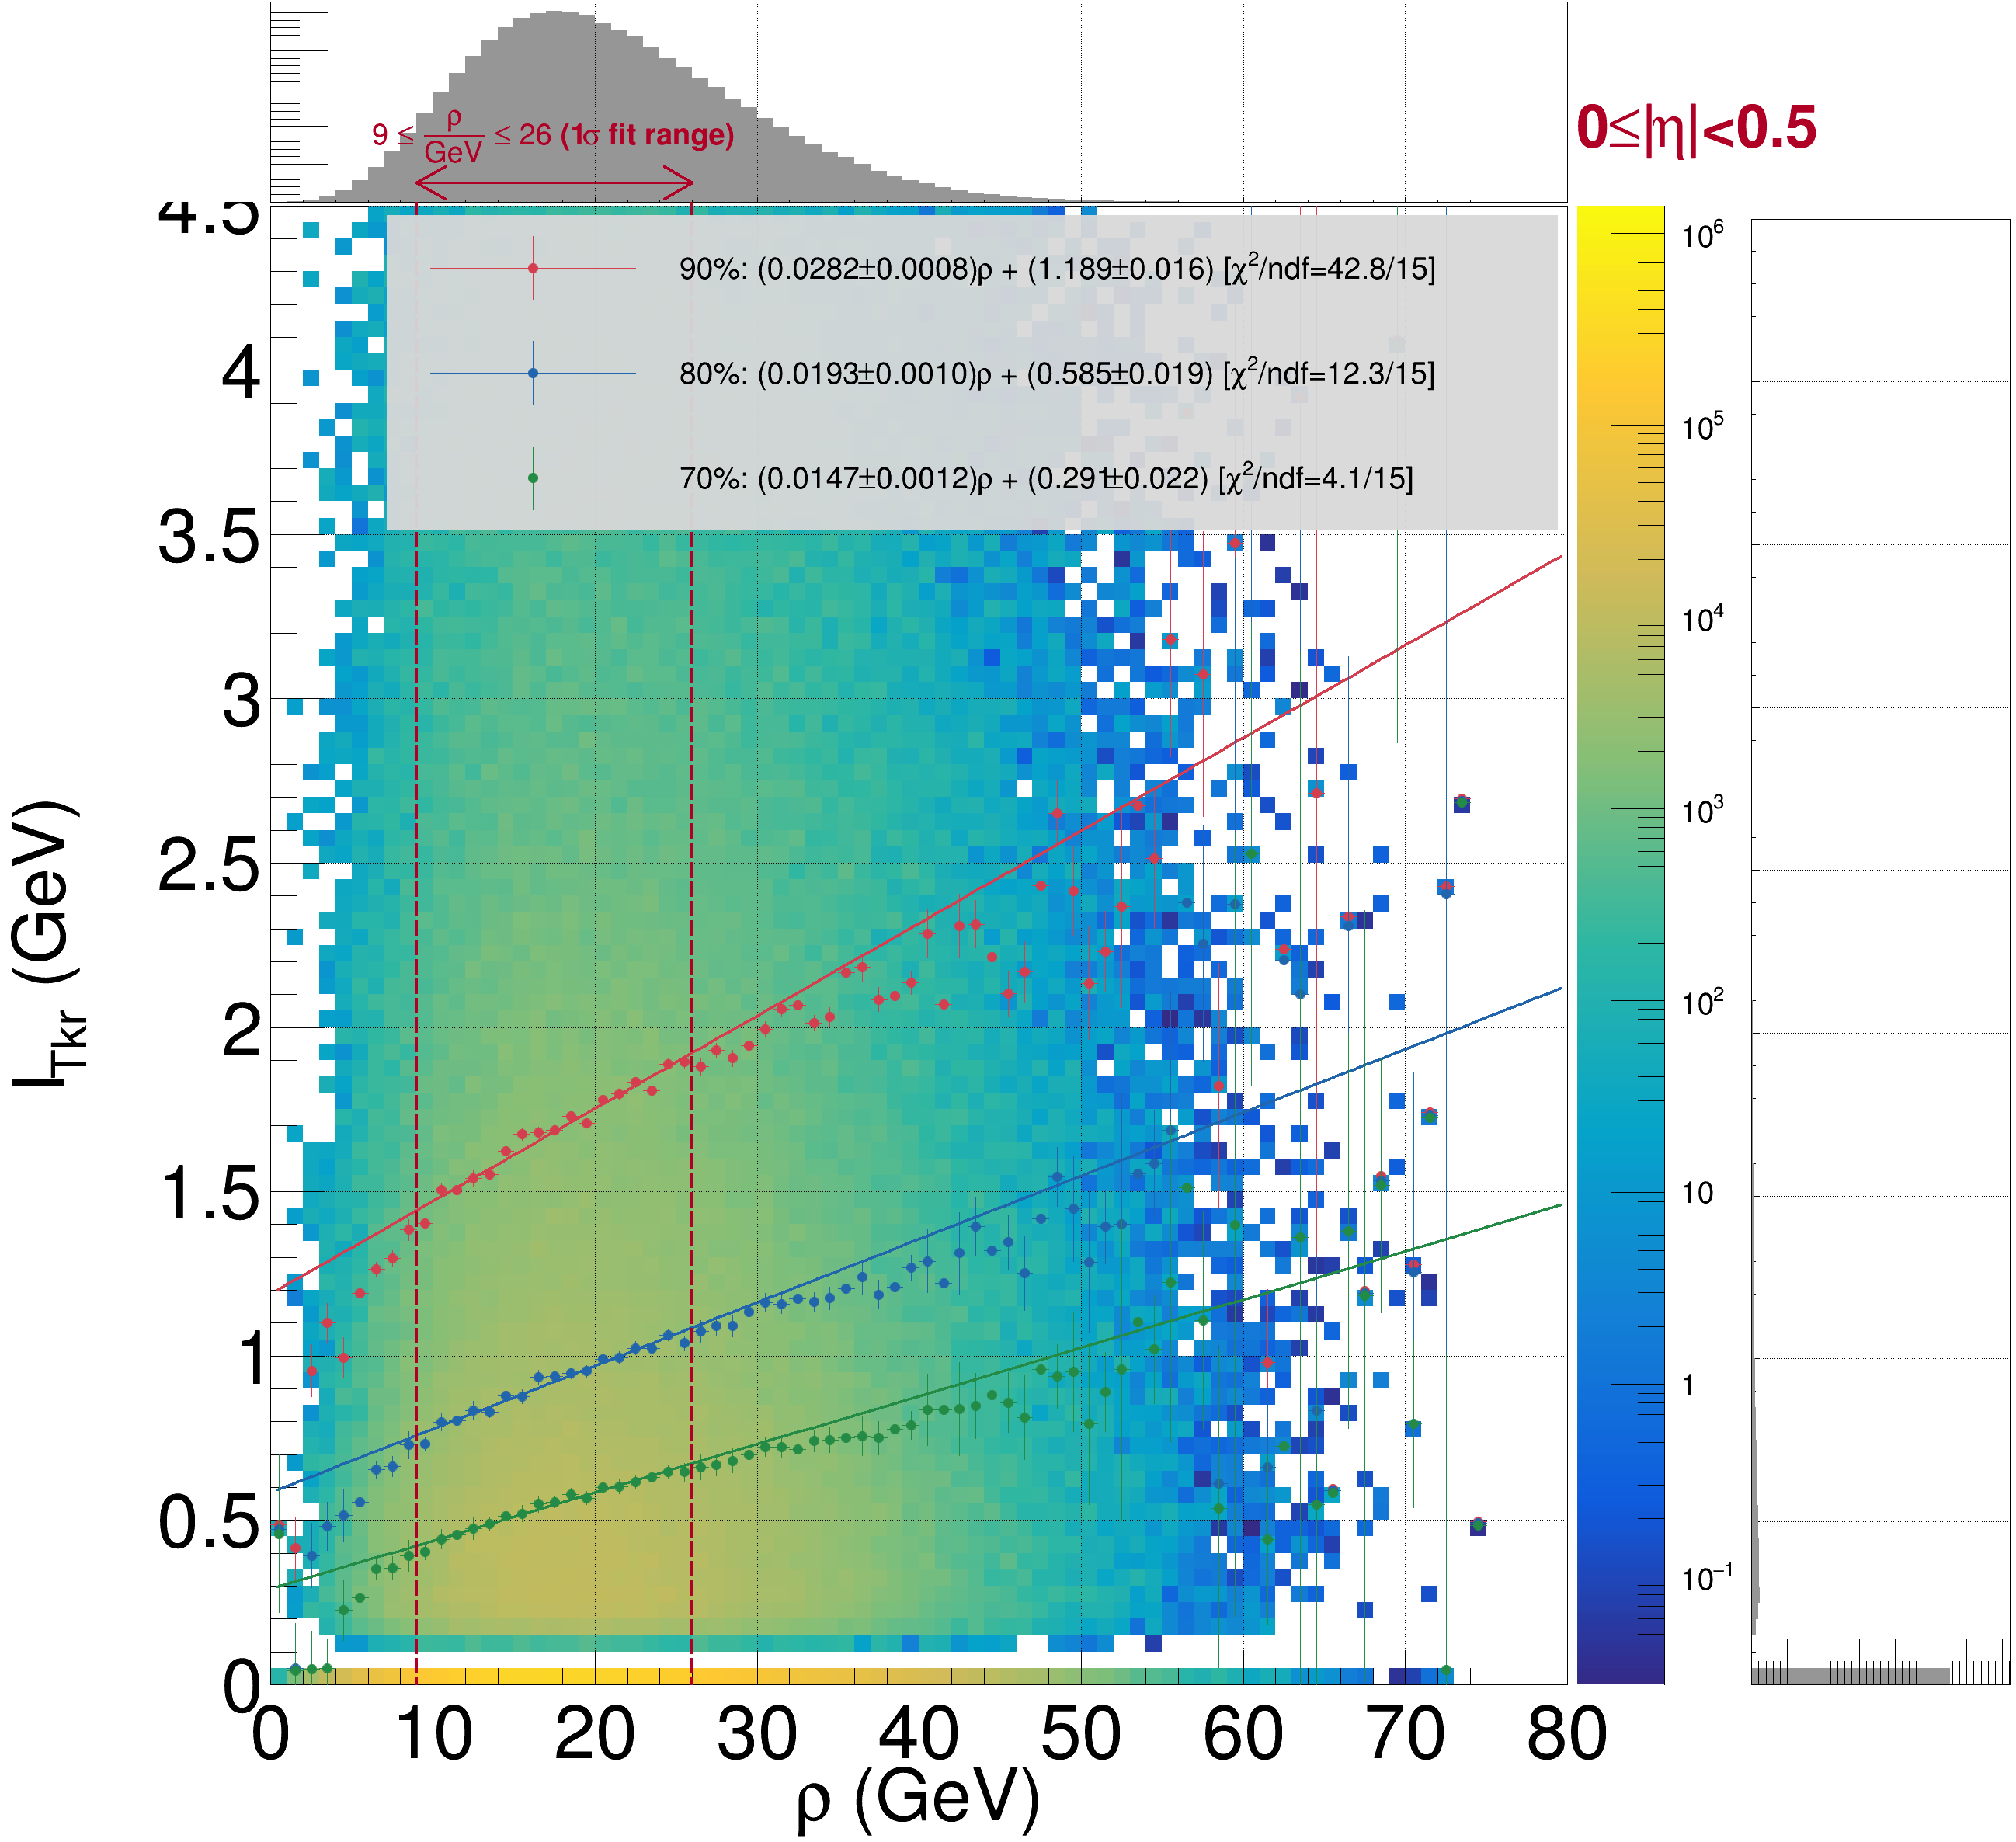 9 ≤ ρ/GeV ≤ 26 (1σ fit range)
0≤|η|<0.5
90%: (0.0282±0.0008)ρ + (1.189±0.016) [χ²/ndf=42.8/15]
80%: (0.0193±0.0010)ρ + (0.585±0.019) [χ²/ndf=12.3/15]
70%: (0.0147±0.0012)ρ + (0.291±0.022) [χ²/ndf=4.1/15]
4.5
4
3.5
3
2.5
2
1.5
1
0.5
0
I_Tkr (GeV)
0 10 20 30 40 50 60 70 80
ρ (GeV)
10⁶
10⁵
10⁴
10³
10²
10
1
10⁻¹